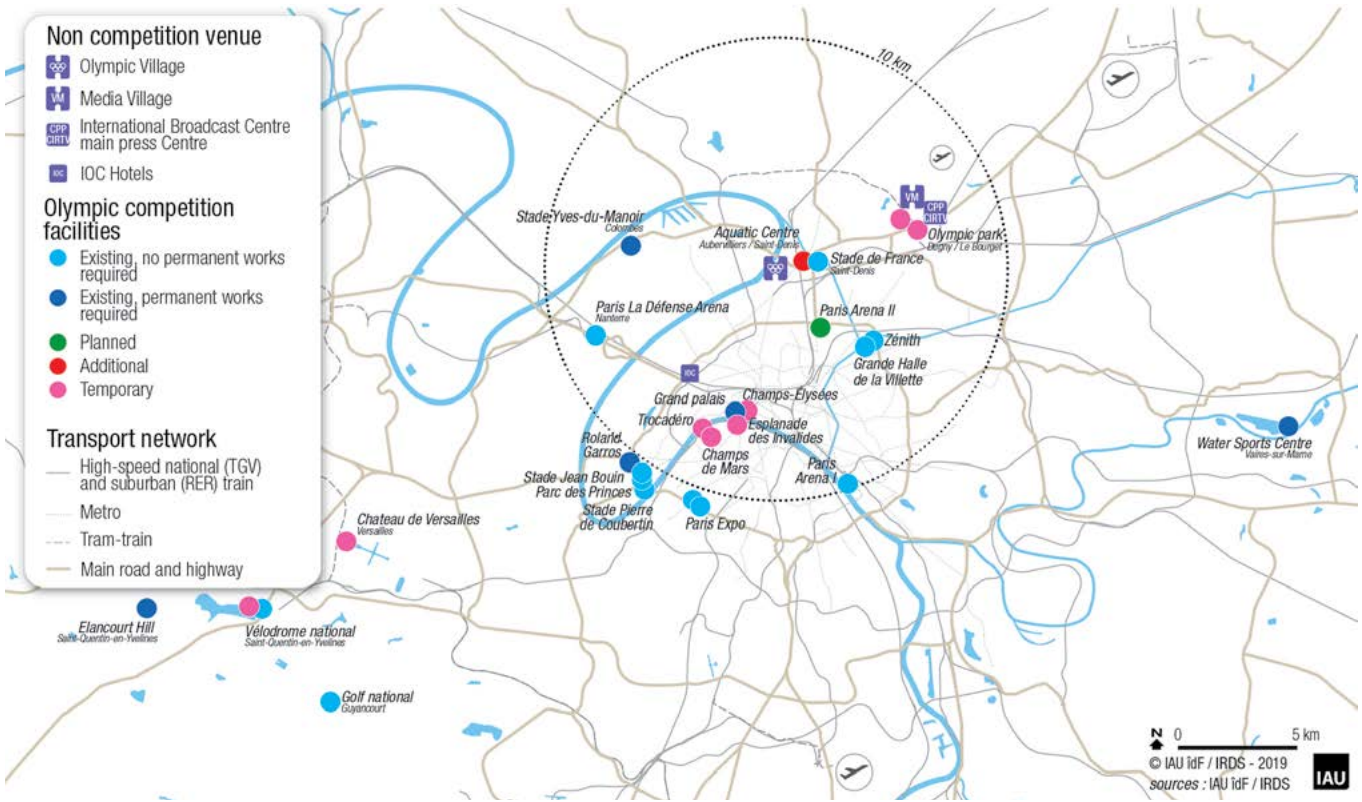 Non competition venue
Olympic Village
VM
Media Village
CPP
CIRTV
International Broadcast Centre
main press Centre
IOC
IOC Hotels
Olympic competition
facilities
Existing, no permanent works
required
Existing, permanent works
required
Planned
Additional
Temporary
Transport network
High-speed national (TGV)
and suburban (RER) train
Metro
Tram-train
Main road and highway
10 km
VM
CPP
CIRTV
Olympic park
Dugny / Le Bourget
Stade Yves-du-Manoir
Colombes
Aquatic Centre
Aubervilliers / Saint-Denis
Stade de France
Saint-Denis
Paris La Défense Arena
Nanterre
Paris Arena II
Zénith
Grande Halle
de la Villette
IOC
Grand palais
Champs-Élysées
Trocadéro
Esplanade
des Invalides
Champs
de Mars
Roland
Garros
Stade Jean Bouin
Parc des Princes
Stade Pierre
de Coubertin
Paris Expo
Paris
Arena I
Water Sports Centre
Vaires-sur-Marne
Chateau de Versailles
Versailles
Elancourt Hill
Saint-Quentin-en-Yvelines
Vélodrome national
Saint-Quentin-en-Yvelines
Golf national
Guyancourt
N
0 5 km
© IAU îdF / IRDS - 2019
sources : IAU îdF / IRDS
IAU